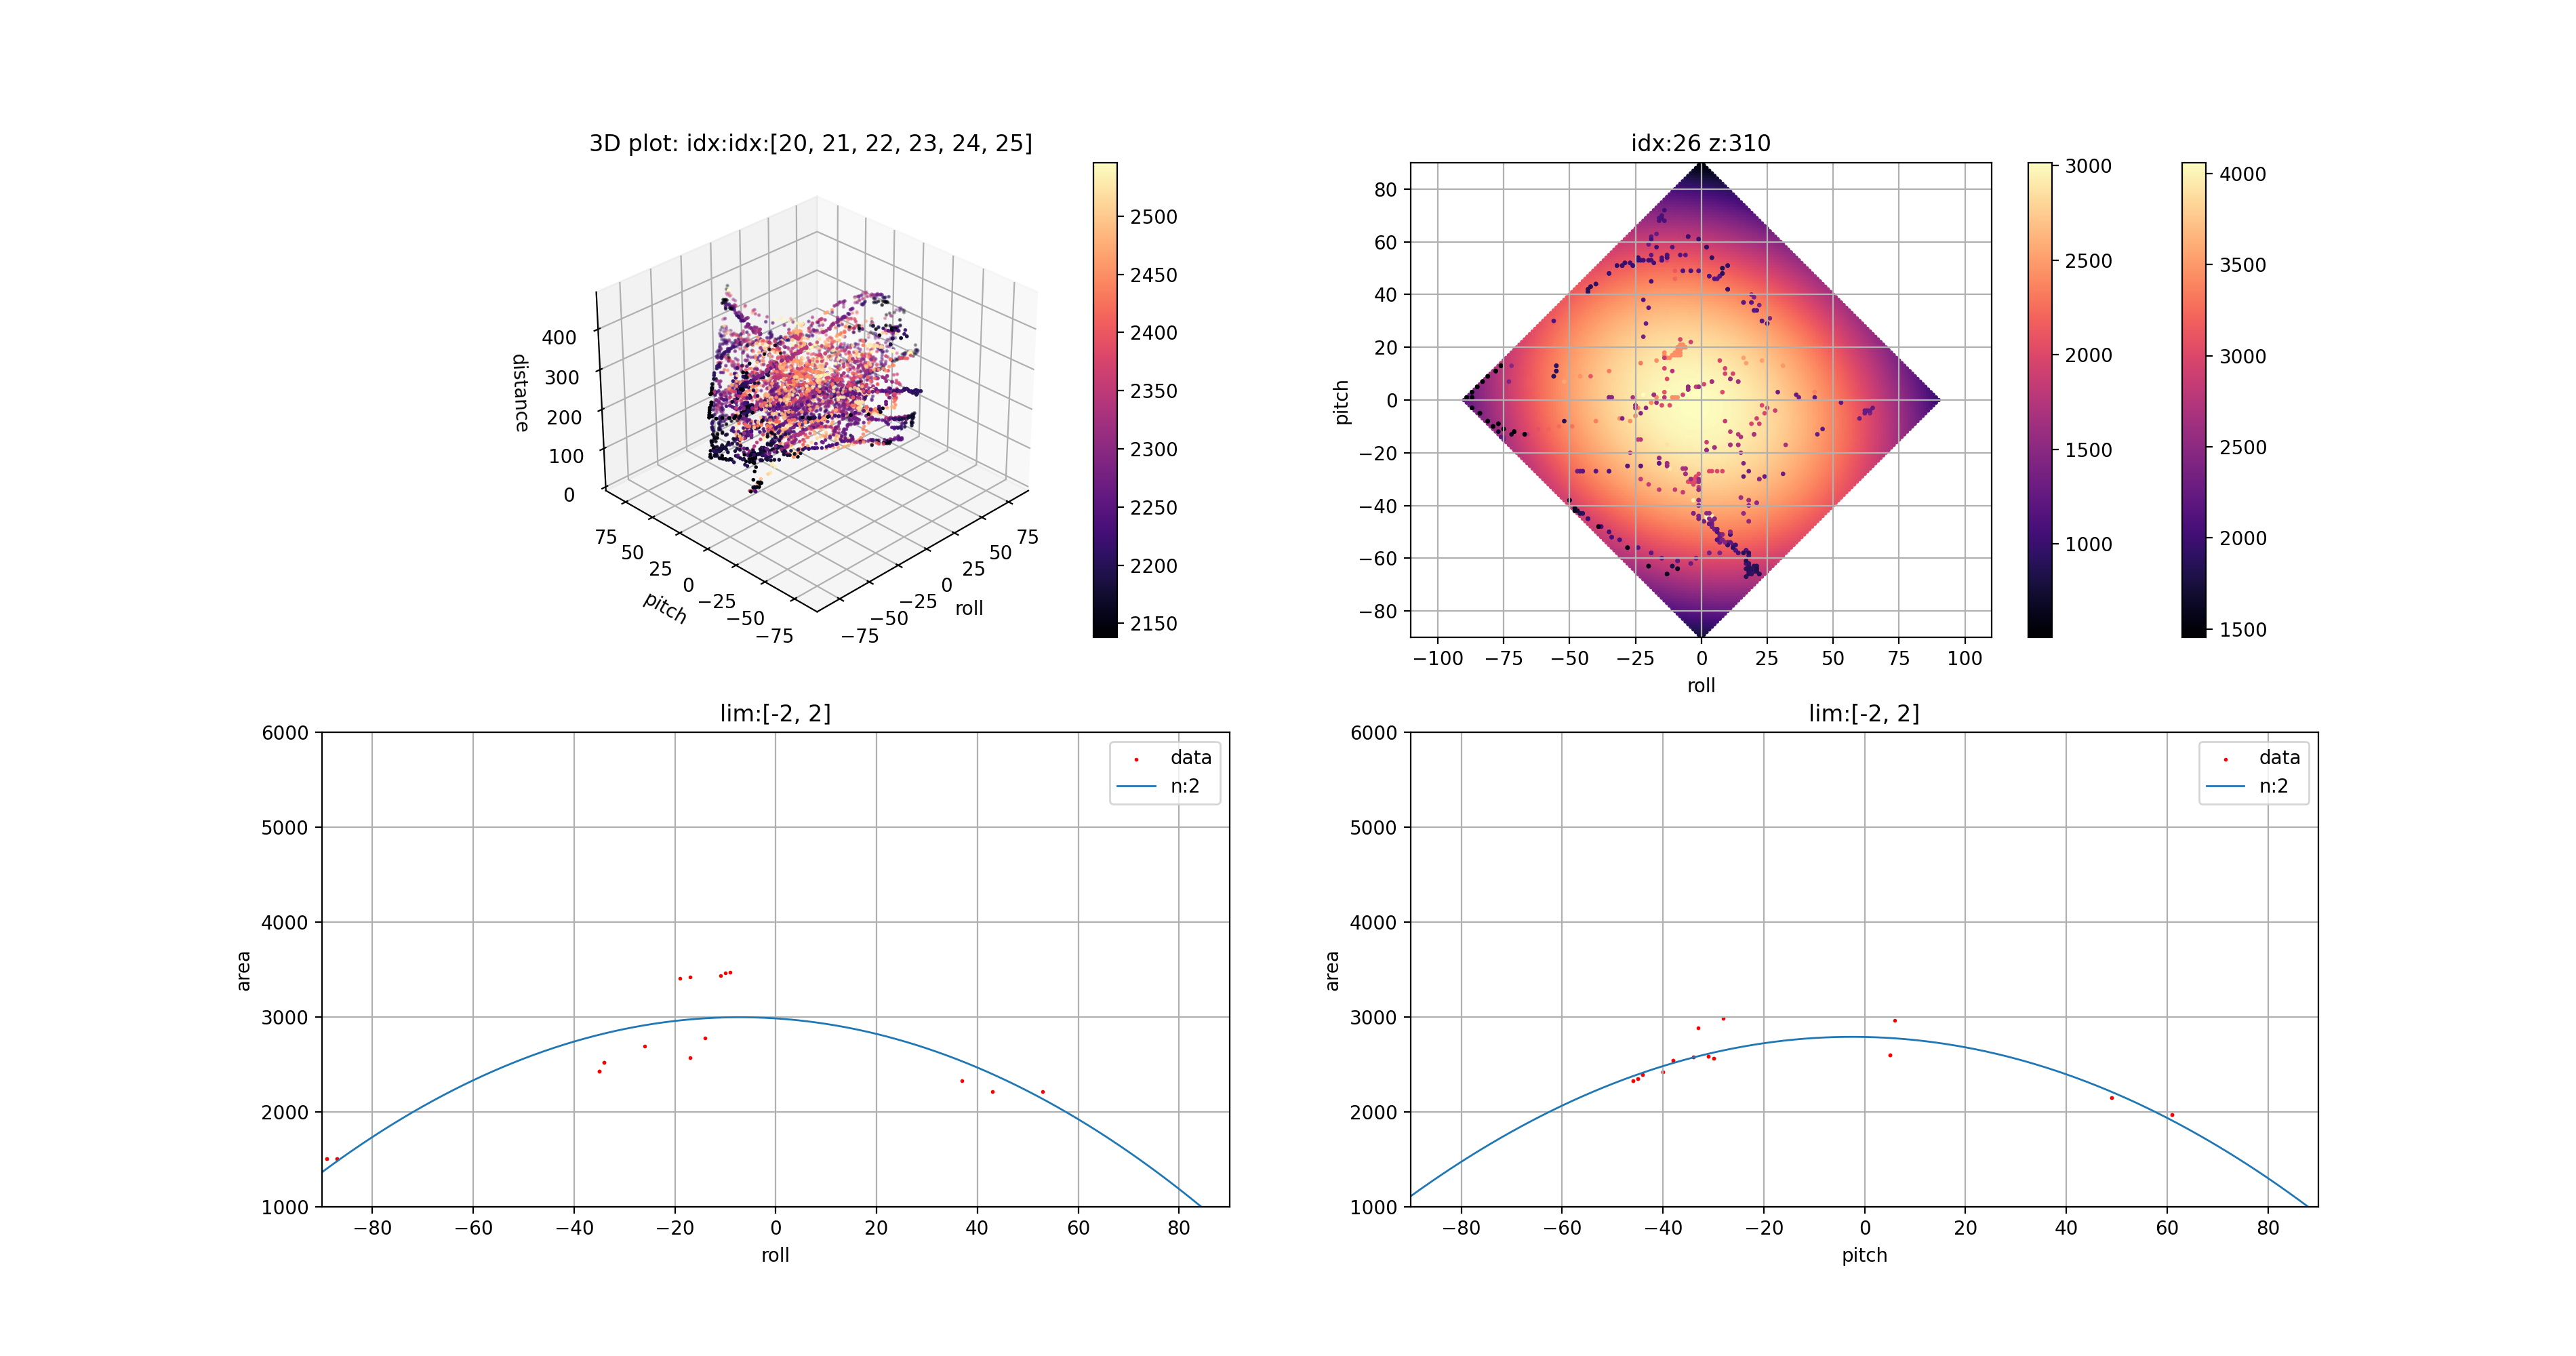 3D plot: idx:idx:[20, 21, 22, 23, 24, 25]
400
300
200
100
0
distance
75
50
25
0
−25
−50
−75
pitch
75
50
25
0
−25
−50
−75
roll
2500
2450
2400
2350
2300
2250
2200
2150
idx:26 z:310
80
60
40
20
0
−20
−40
−60
−80
pitch
−100 −75 −50 −25 0 25 50 75 100
roll
3000
2500
2000
1500
1000
4000
3500
3000
2500
2000
1500
lim:[-2, 2]
6000
5000
4000
3000
2000
1000
area
data
n:2
−80 −60 −40 −20 0 20 40 60 80
roll
lim:[-2, 2]
6000
5000
4000
3000
2000
1000
area
data
n:2
−80 −60 −40 −20 0 20 40 60 80
pitch